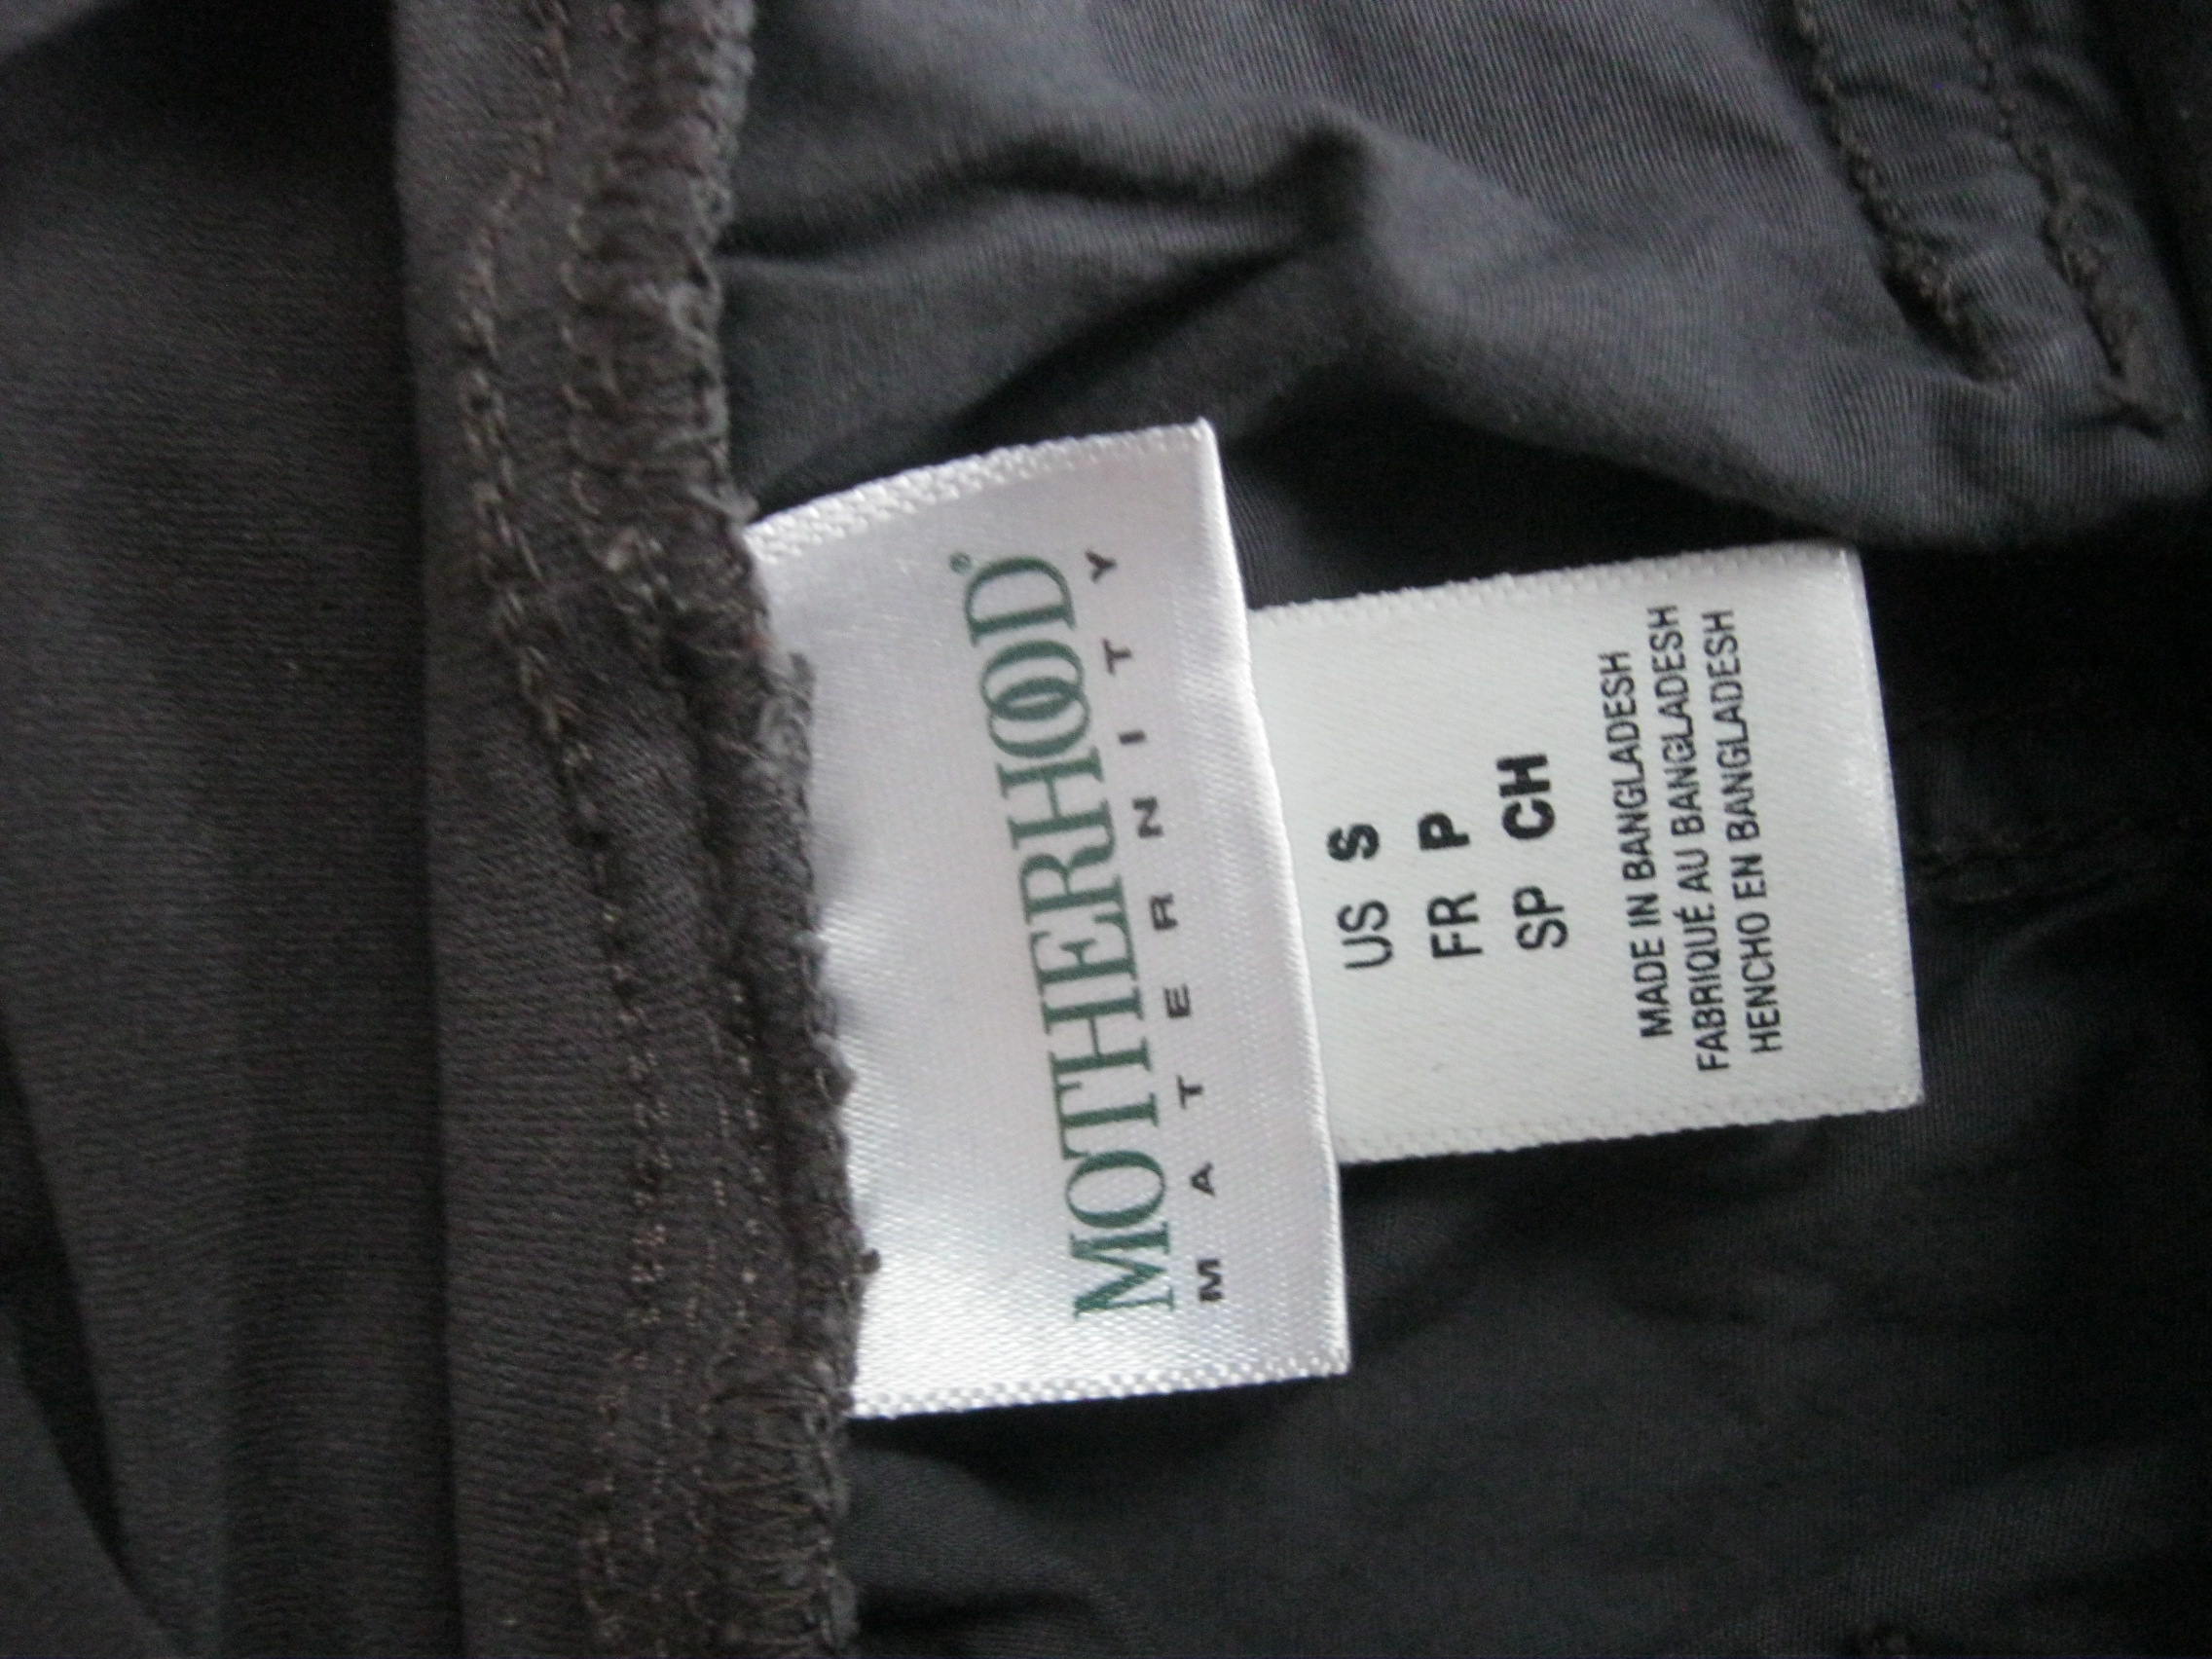 MOTHERHOOD®
MATERNITY
US S
FR P
SP CH
MADE IN BANGLADESH
FABRIQUÉ AU BANGLADESH
HENCHO EN BANGLADESH